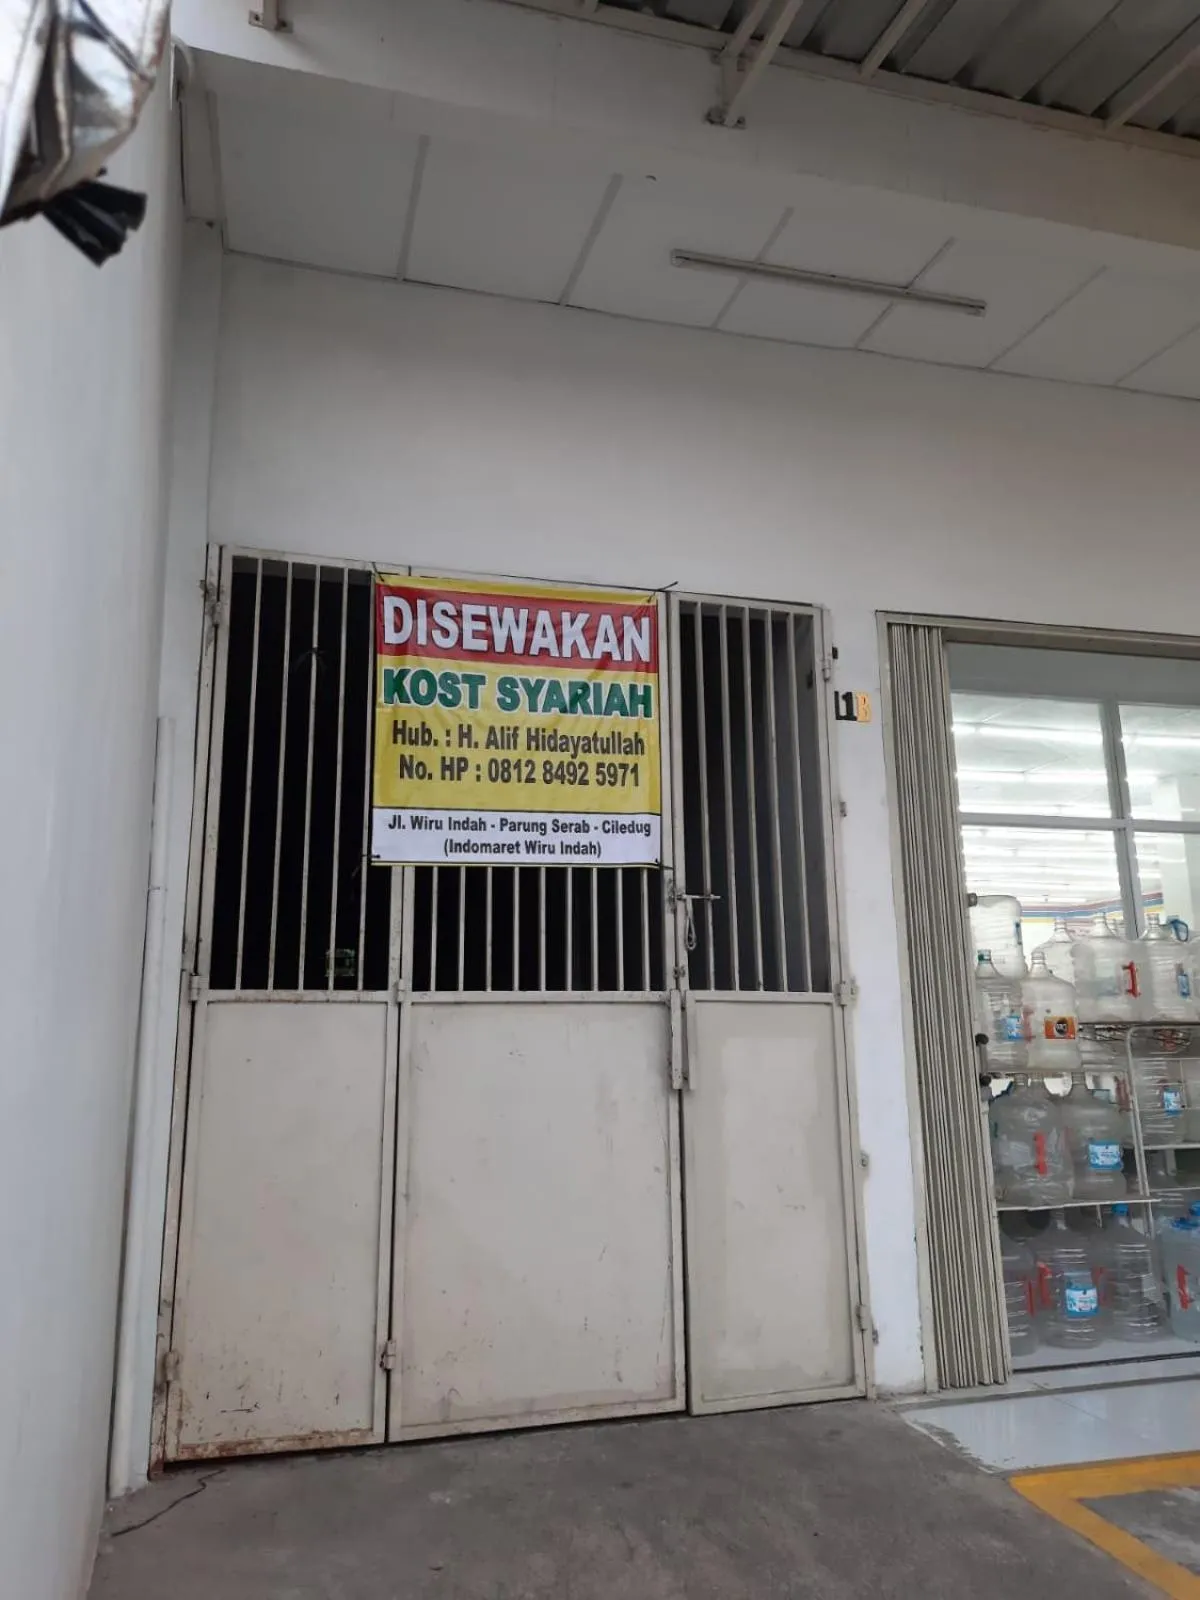 DISEWAKAN
KOST SYARIAH
Hub. : H. Alif Hidayatullah
No. HP : 0812 8492 5971
Jl. Wiru Indah - Parung Serab - Ciledug
(Indomaret Wiru Indah)
11B